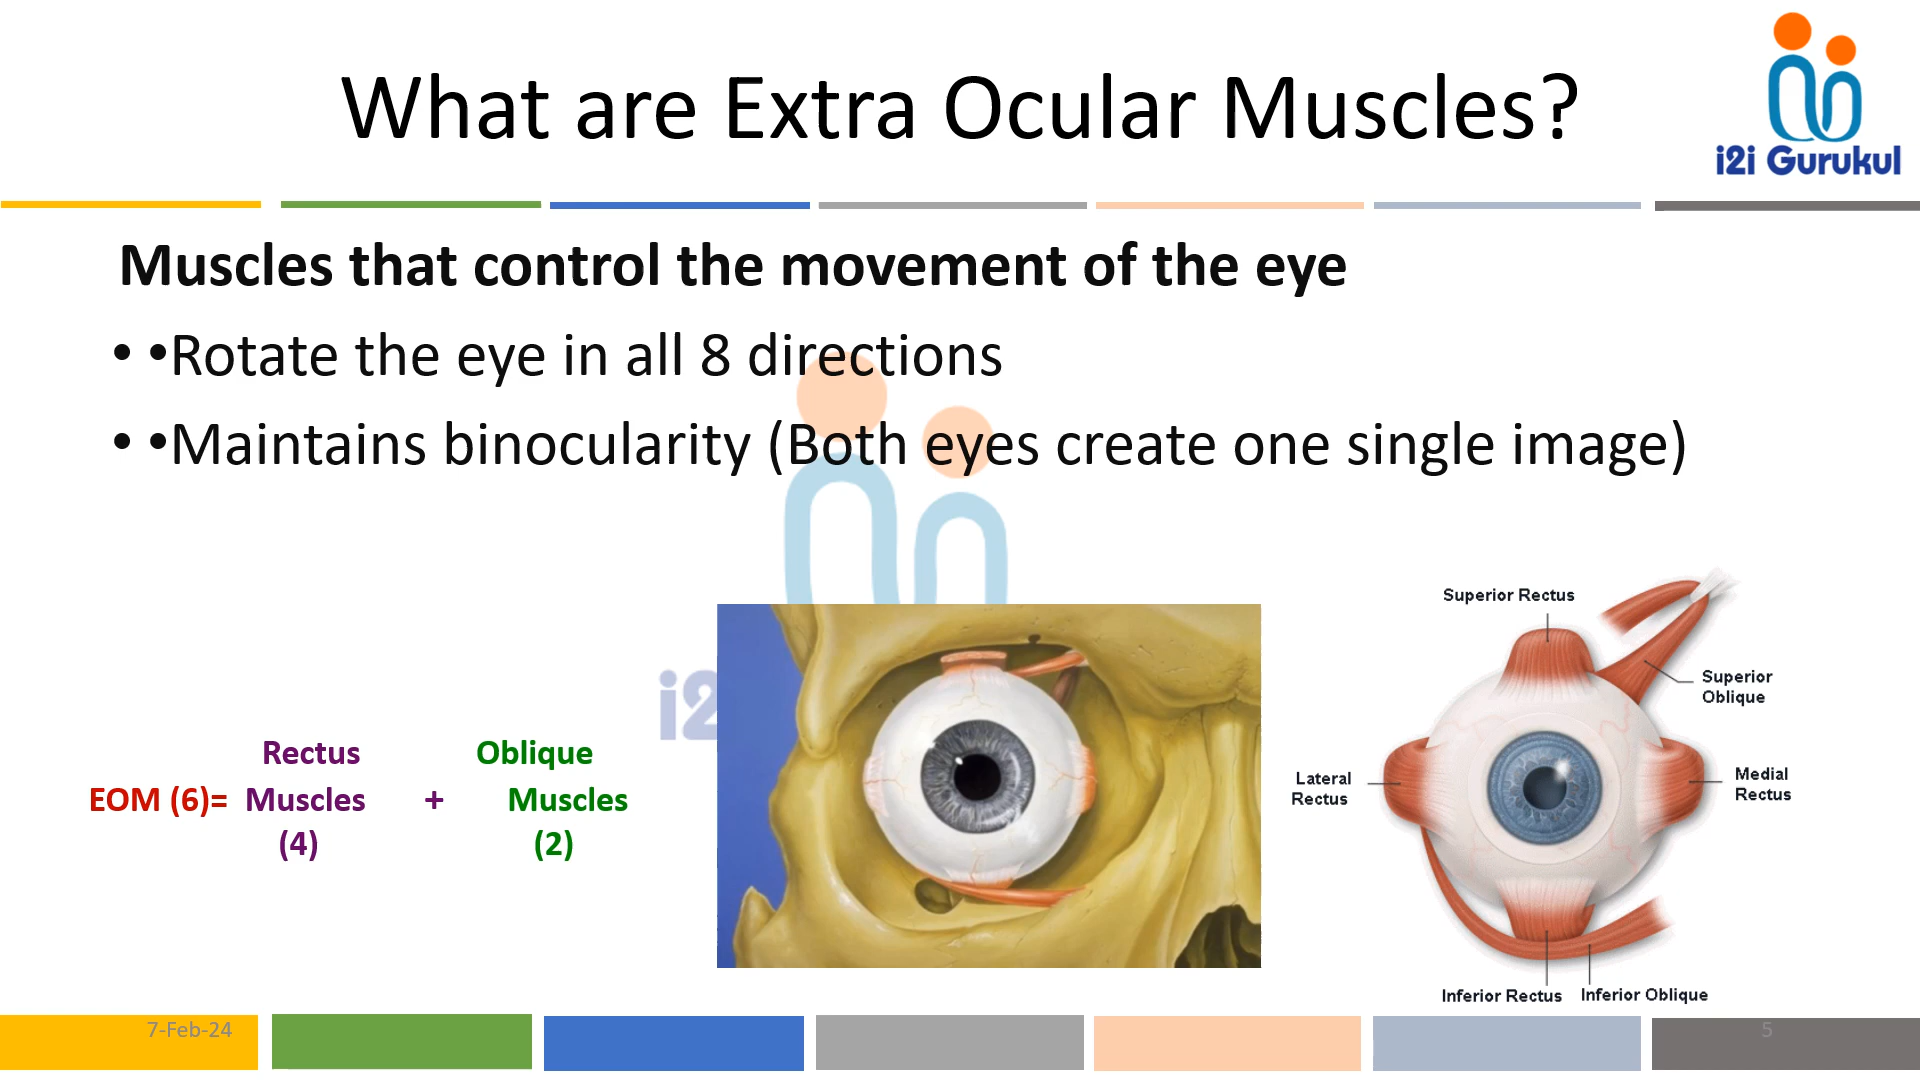 What are Extra Ocular Muscles?
i2i Gurukul
Muscles that control the movement of the eye
• •Rotate the eye in all 8 directions
• •Maintains binocularity (Both eyes create one single image)
i2
Rectus Oblique
EOM (6)= Muscles + Muscles
(4) (2)
Superior Rectus
Superior
Oblique
Lateral
Rectus
Medial
Rectus
Inferior Rectus Inferior Oblique
7-Feb-24
5